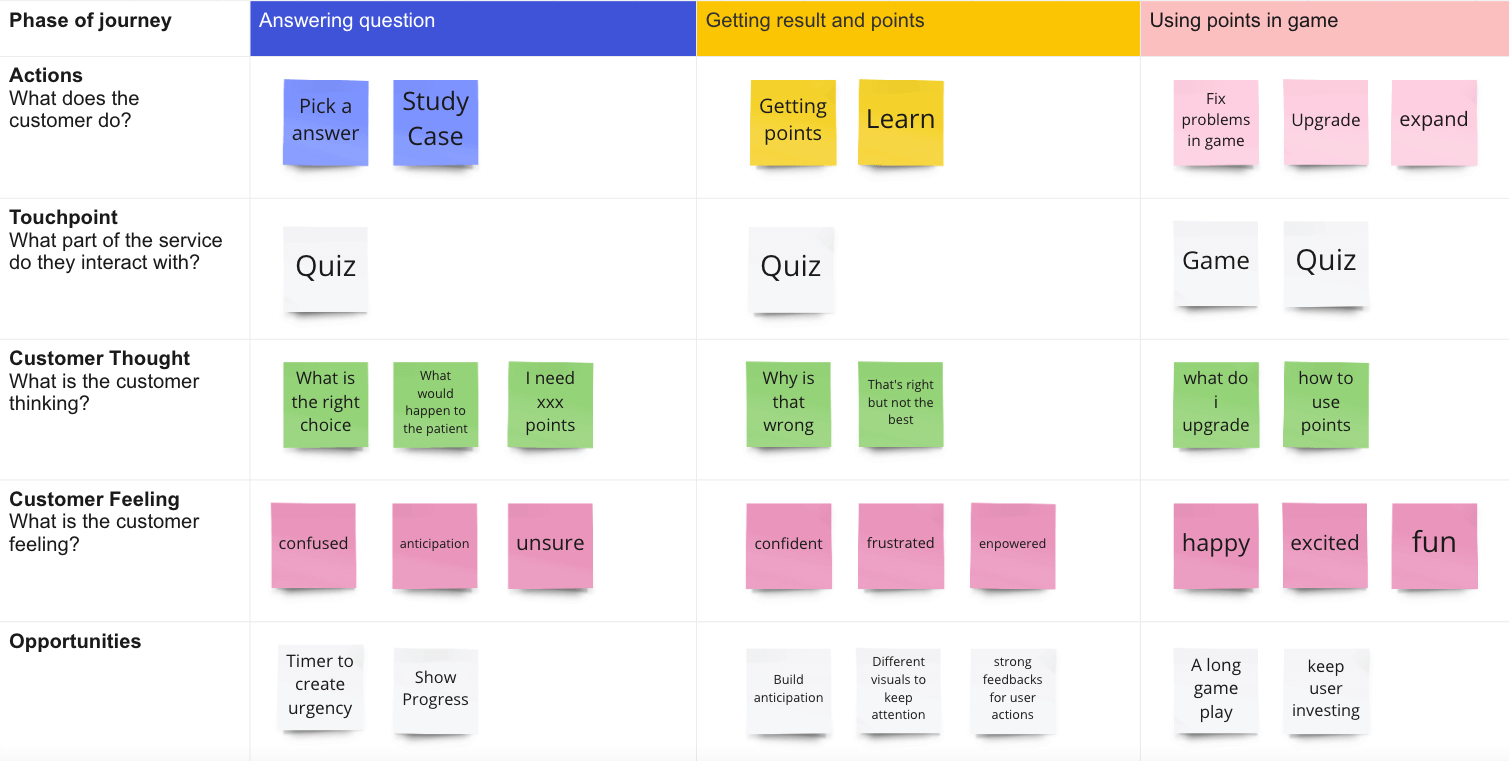 Phase of journey
Answering question
Getting result and points
Using points in game
Actions
What does the
customer do?
Pick a
answer
Study
Case
Getting
points
Learn
Fix
problems
in game
Upgrade
expand
Touchpoint
What part of the service
do they interact with?
Quiz
Quiz
Game
Quiz
Customer Thought
What is the customer
thinking?
What is
the right
choice
What
would
happen to
the patient
I need
xxx
points
Why is
that
wrong
That's right
but not the
best
what do
i
upgrade
how to
use
points
Customer Feeling
What is the customer
feeling?
confused
anticipation
unsure
confident
frustrated
enpowered
happy
excited
fun
Opportunities
Timer to
create
urgency
Show
Progress
Build
anticipation
Different
visuals to
keep
attention
strong
feedbacks
for user
actions
A long
game
play
keep
user
investing